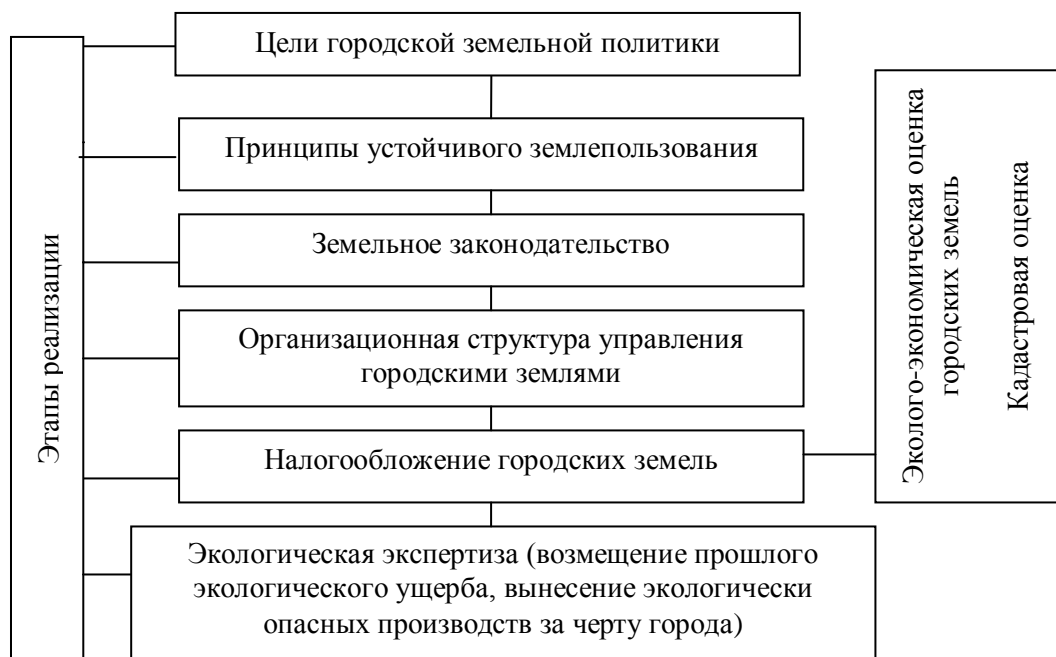 Этапы реализации
Цели городской земельной политики
Принципы устойчивого землепользования
Земельное законодательство
Организационная структура управления
городскими землями
Налогообложение городских земель
Экологическая экспертиза (возмещение прошлого
экологического ущерба, вынесение экологически
опасных производств за черту города)
Эколого-экономическая оценка
городских земель
Кадастровая оценка